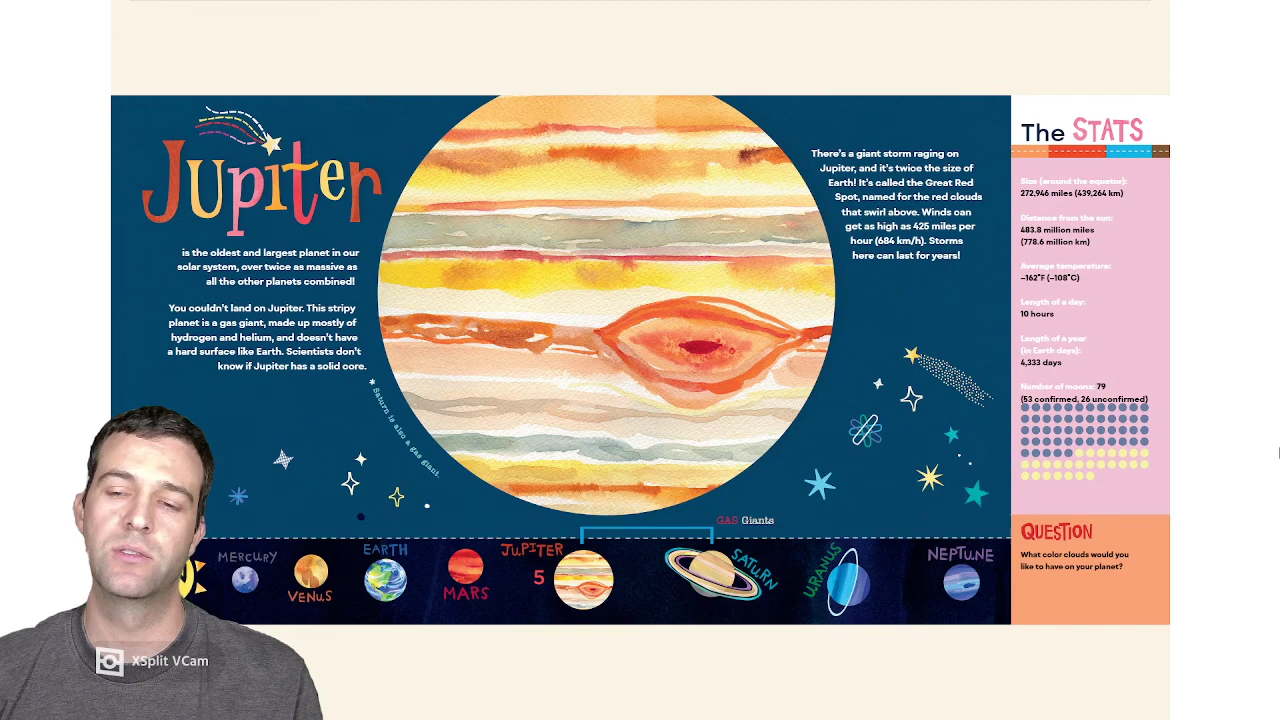 Jupiter
is the oldest and largest planet in our
solar system, over twice as massive as
all the other planets combined!
You couldn't land on Jupiter. This stripy
planet is a gas giant, made up mostly of
hydrogen and helium, and doesn't have
a hard surface like Earth. Scientists don't
know if Jupiter has a solid core.
* Saturn is also a gas giant.
There's a giant storm raging on
Jupiter, and it's twice the size of
Earth! It's called the Great Red
Spot, named for the red clouds
that swirl above. Winds can
get as high as 425 miles per
hour (684 km/h). Storms
here can last for years!
GAS Giants
MERCURY
VENUS
EARTH
MARS
JUPITER
5
SATURN
URANUS
NEPTUNE
The STATS
Size (around the equator):
272,946 miles (439,264 km)
Distance from the sun:
483.8 million miles
(778.6 million km)
Average temperature:
–162°F (–108°C)
Length of a day:
10 hours
Length of a year
(in Earth days):
4,333 days
Number of moons: 79
(53 confirmed, 26 unconfirmed)
QUESTION
What color clouds would you
like to have on your planet?
XSplit VCam